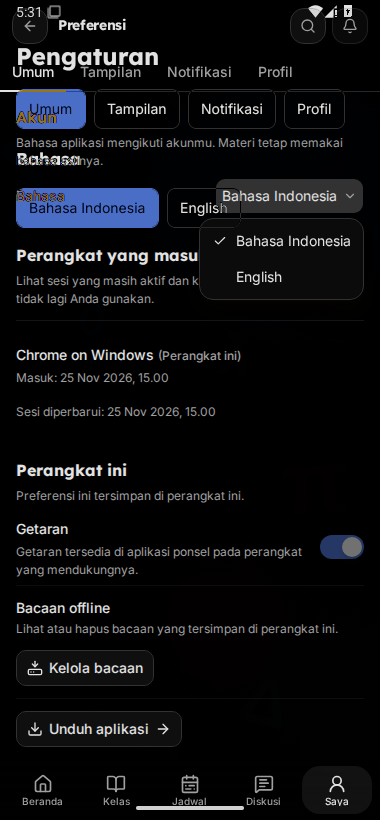 5:31
Preferensi
Pengaturan
Umum Tampilan Notifikasi Profil
Umum Tampilan Notifikasi Profil
Akun
Bahasa aplikasi mengikuti akunmu. Materi tetap memakai
Bahasa
Bahasa
Bahasa Indonesia English
Bahasa Indonesia
Bahasa Indonesia
English
Perangkat yang masu
Lihat sesi yang masih aktif dan k
tidak lagi Anda gunakan.
Chrome on Windows (Perangkat ini)
Masuk: 25 Nov 2026, 15.00
Sesi diperbarui: 25 Nov 2026, 15.00
Perangkat ini
Preferensi ini tersimpan di perangkat ini.
Getaran
Getaran tersedia di aplikasi ponsel pada perangkat
yang mendukungnya.
Bacaan offline
Lihat atau hapus bacaan yang tersimpan di perangkat ini.
Kelola bacaan
Unduh aplikasi
Beranda Kelas Jadwal Diskusi Saya